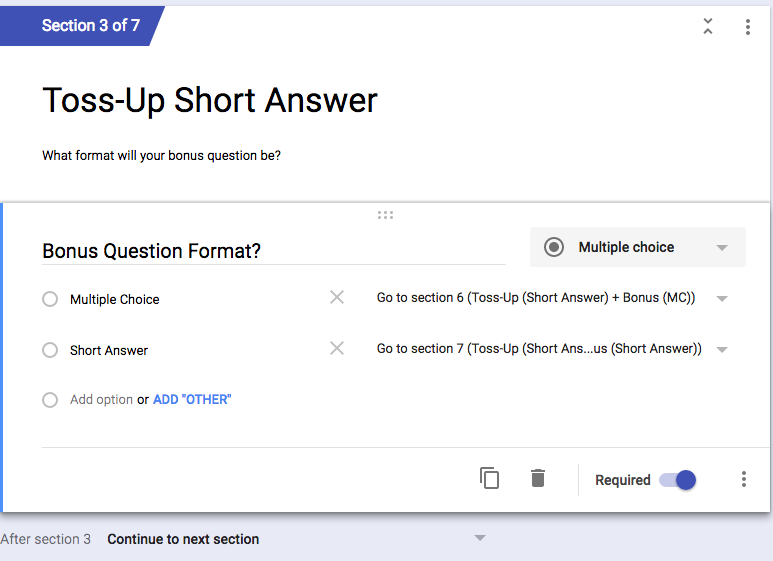 Section 3 of 7
Toss-Up Short Answer
What format will your bonus question be?
Bonus Question Format?
Multiple choice
Multiple Choice
Go to section 6 (Toss-Up (Short Answer) + Bonus (MC))
Short Answer
Go to section 7 (Toss-Up (Short Ans...us (Short Answer))
Add option or ADD "OTHER"
Required
After section 3 Continue to next section